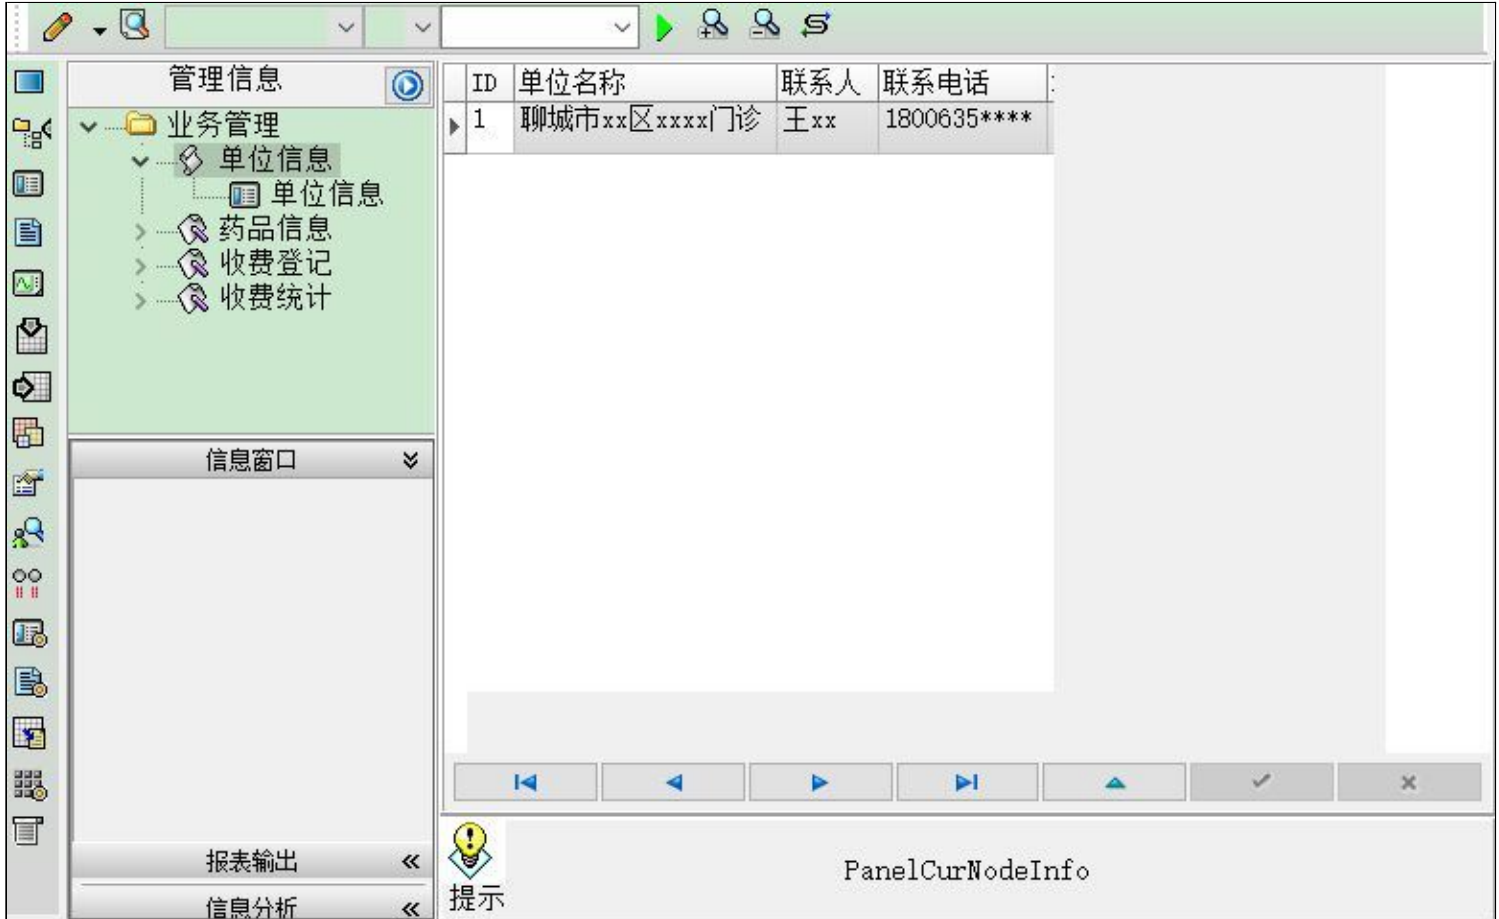 管理信息
业务管理
单位信息
单位信息
药品信息
收费登记
收费统计
信息窗口
报表输出
信息分析
ID 单位名称 联系人 联系电话
1 聊城市xx区xxxx门诊 王xx 1800635****
提示
PanelCurNodeInfo